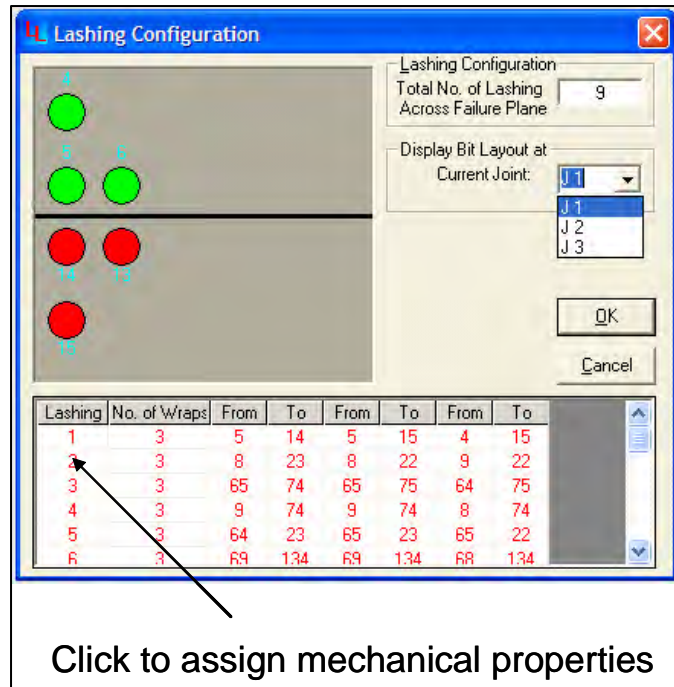 LL Lashing Configuration
4
5 6
14 13
15
Lashing Configuration
Total No. of Lashing
Across Failure Plane
9
Display Bit Layout at
Current Joint:
J 1
J 1
J 2
J 3
OK
Cancel
Lashing No. of Wraps From To From To From To
1 3 5 14 5 15 4 15
2 3 8 23 8 22 9 22
3 3 65 74 65 75 64 75
4 3 9 74 9 74 8 74
5 3 64 23 65 23 65 22
6 3 69 134 69 134 68 134
Click to assign mechanical properties